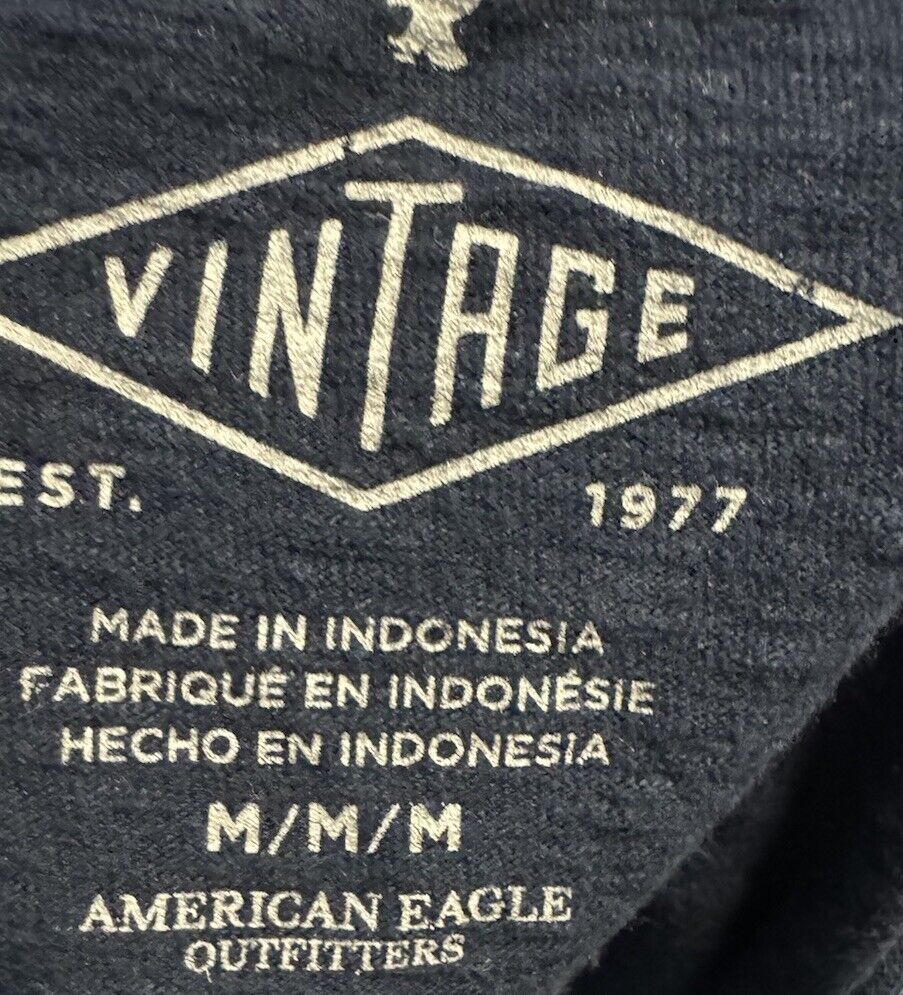 VINTAGE
EST. 1977
MADE IN INDONESIA
FABRIQUÉ EN INDONÉSIE
HECHO EN INDONESIA
M/M/M
AMERICAN EAGLE
OUTFITTERS